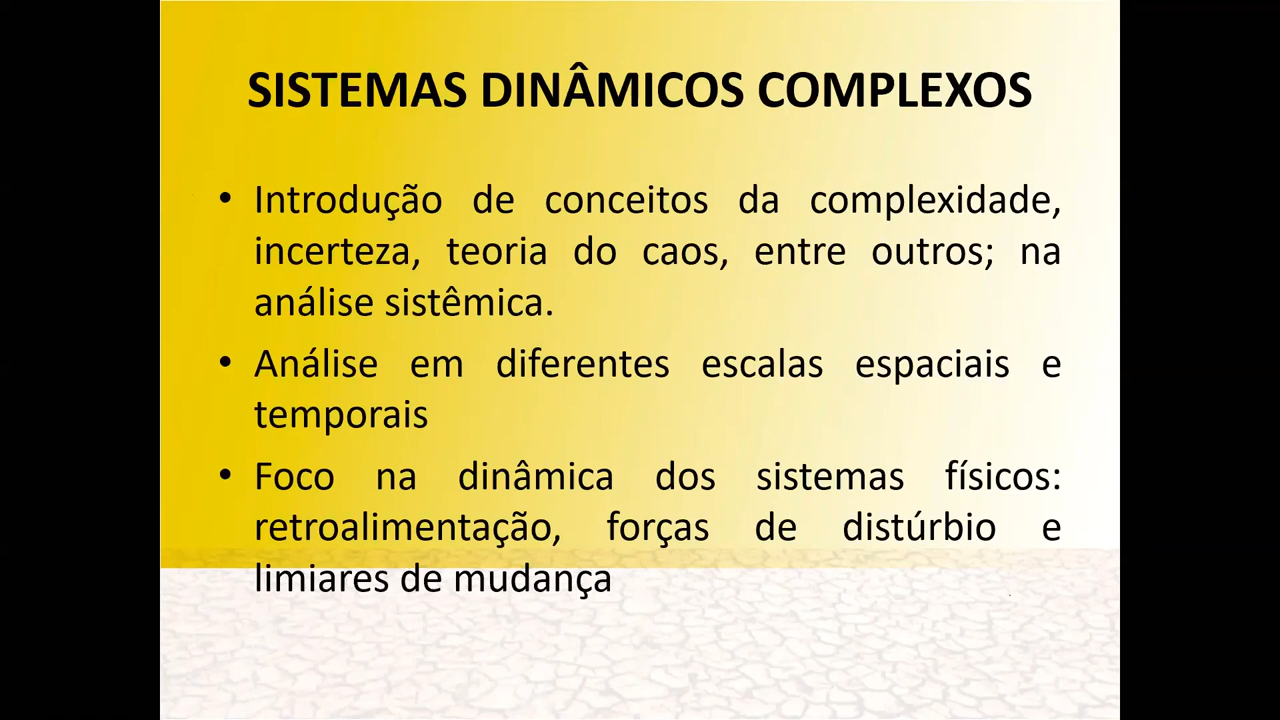 SISTEMAS DINÂMICOS COMPLEXOS
• Introdução de conceitos da complexidade,
incerteza, teoria do caos, entre outros; na
análise sistêmica.
• Análise em diferentes escalas espaciais e
temporais
• Foco na dinâmica dos sistemas físicos:
retroalimentação, forças de distúrbio e
limiares de mudança